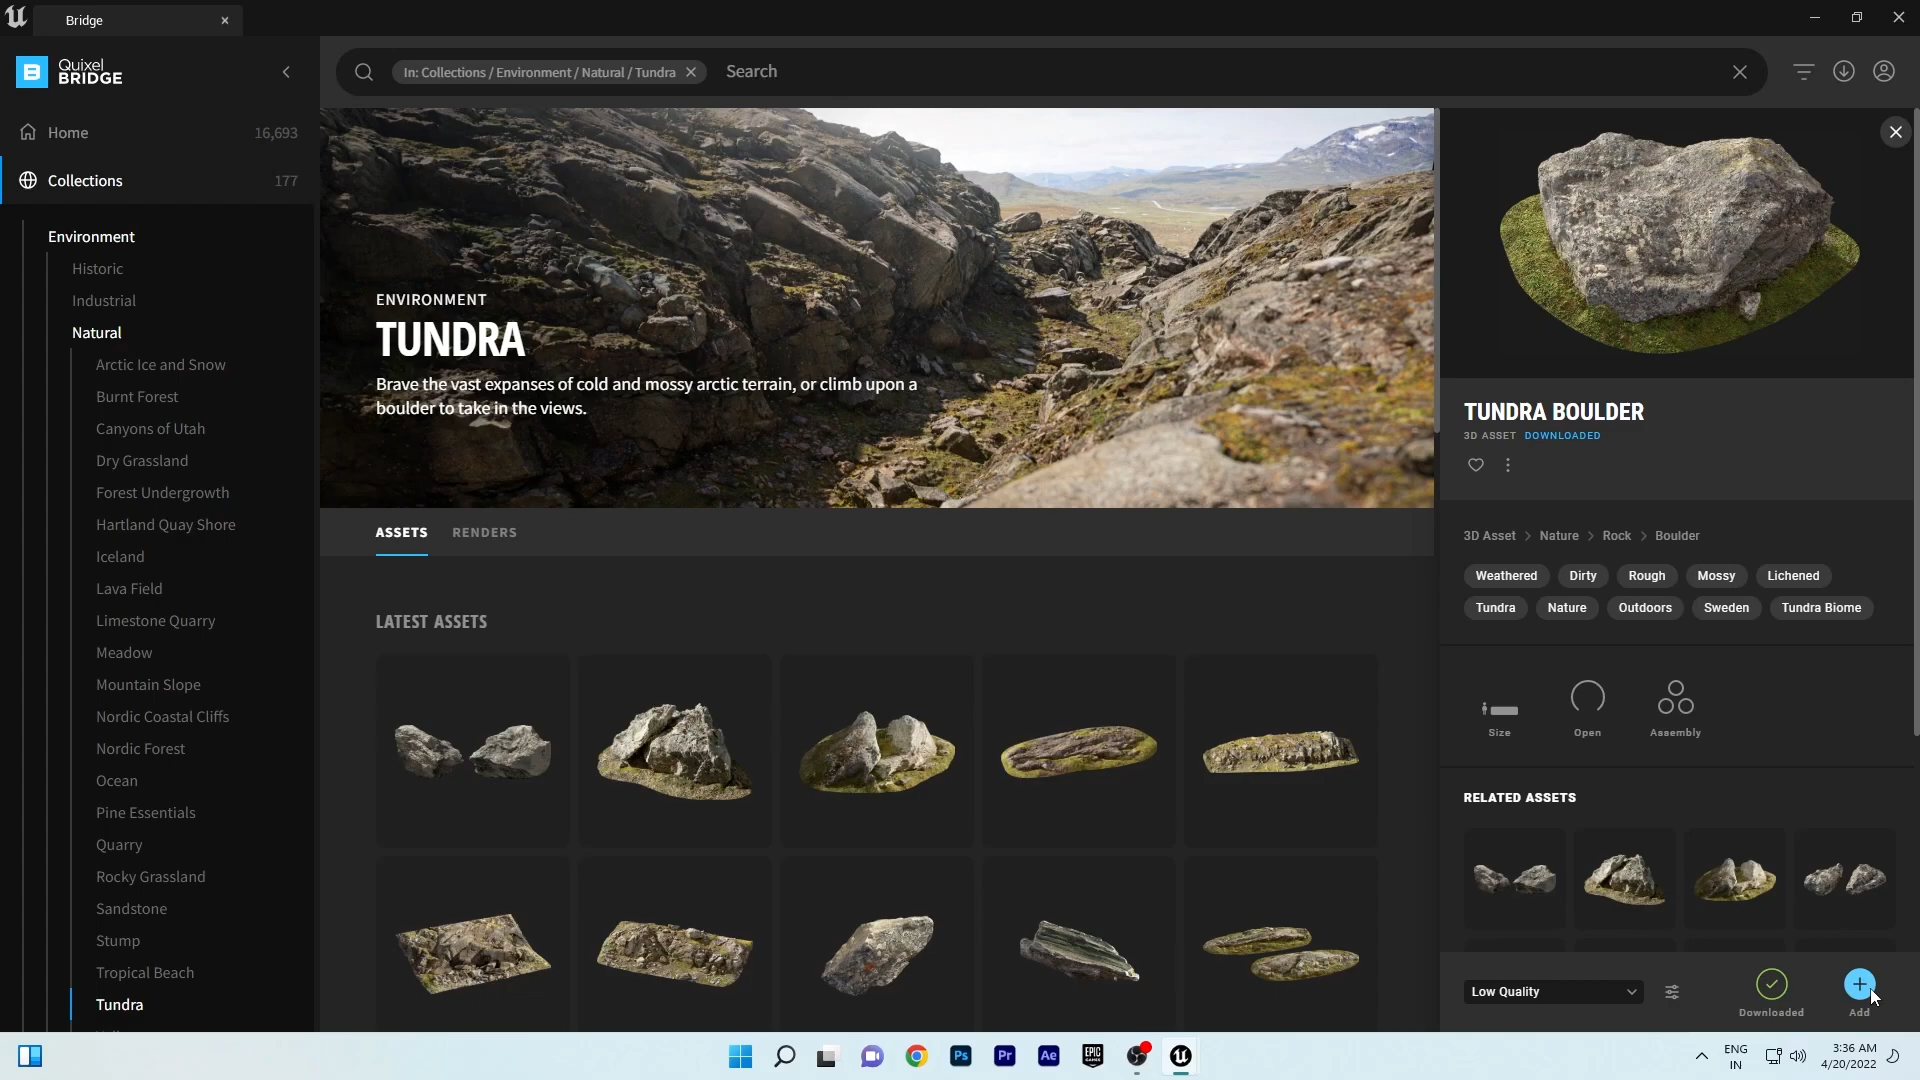 Bridge
Quixel
BRIDGE
In: Collections / Environment / Natural / Tundra
Search
Home 16,693
Collections 177
Environment
Historic
Industrial
Natural
Arctic Ice and Snow
Burnt Forest
Canyons of Utah
Dry Grassland
Forest Undergrowth
Hartland Quay Shore
Iceland
Lava Field
Limestone Quarry
Meadow
Mountain Slope
Nordic Coastal Cliffs
Nordic Forest
Ocean
Pine Essentials
Quarry
Rocky Grassland
Sandstone
Stump
Tropical Beach
Tundra
ENVIRONMENT
TUNDRA
Brave the vast expanses of cold and mossy arctic terrain, or climb upon a
boulder to take in the views.
ASSETS RENDERS
LATEST ASSETS
TUNDRA BOULDER
3D ASSET DOWNLOADED
3D Asset > Nature > Rock > Boulder
Weathered Dirty Rough Mossy Lichened
Tundra Nature Outdoors Sweden Tundra Biome
Size Open Assembly
RELATED ASSETS
Low Quality
Downloaded Add
Ps Pr Ae EPIC GAMES
ENG
IN
3:36 AM
4/20/2022